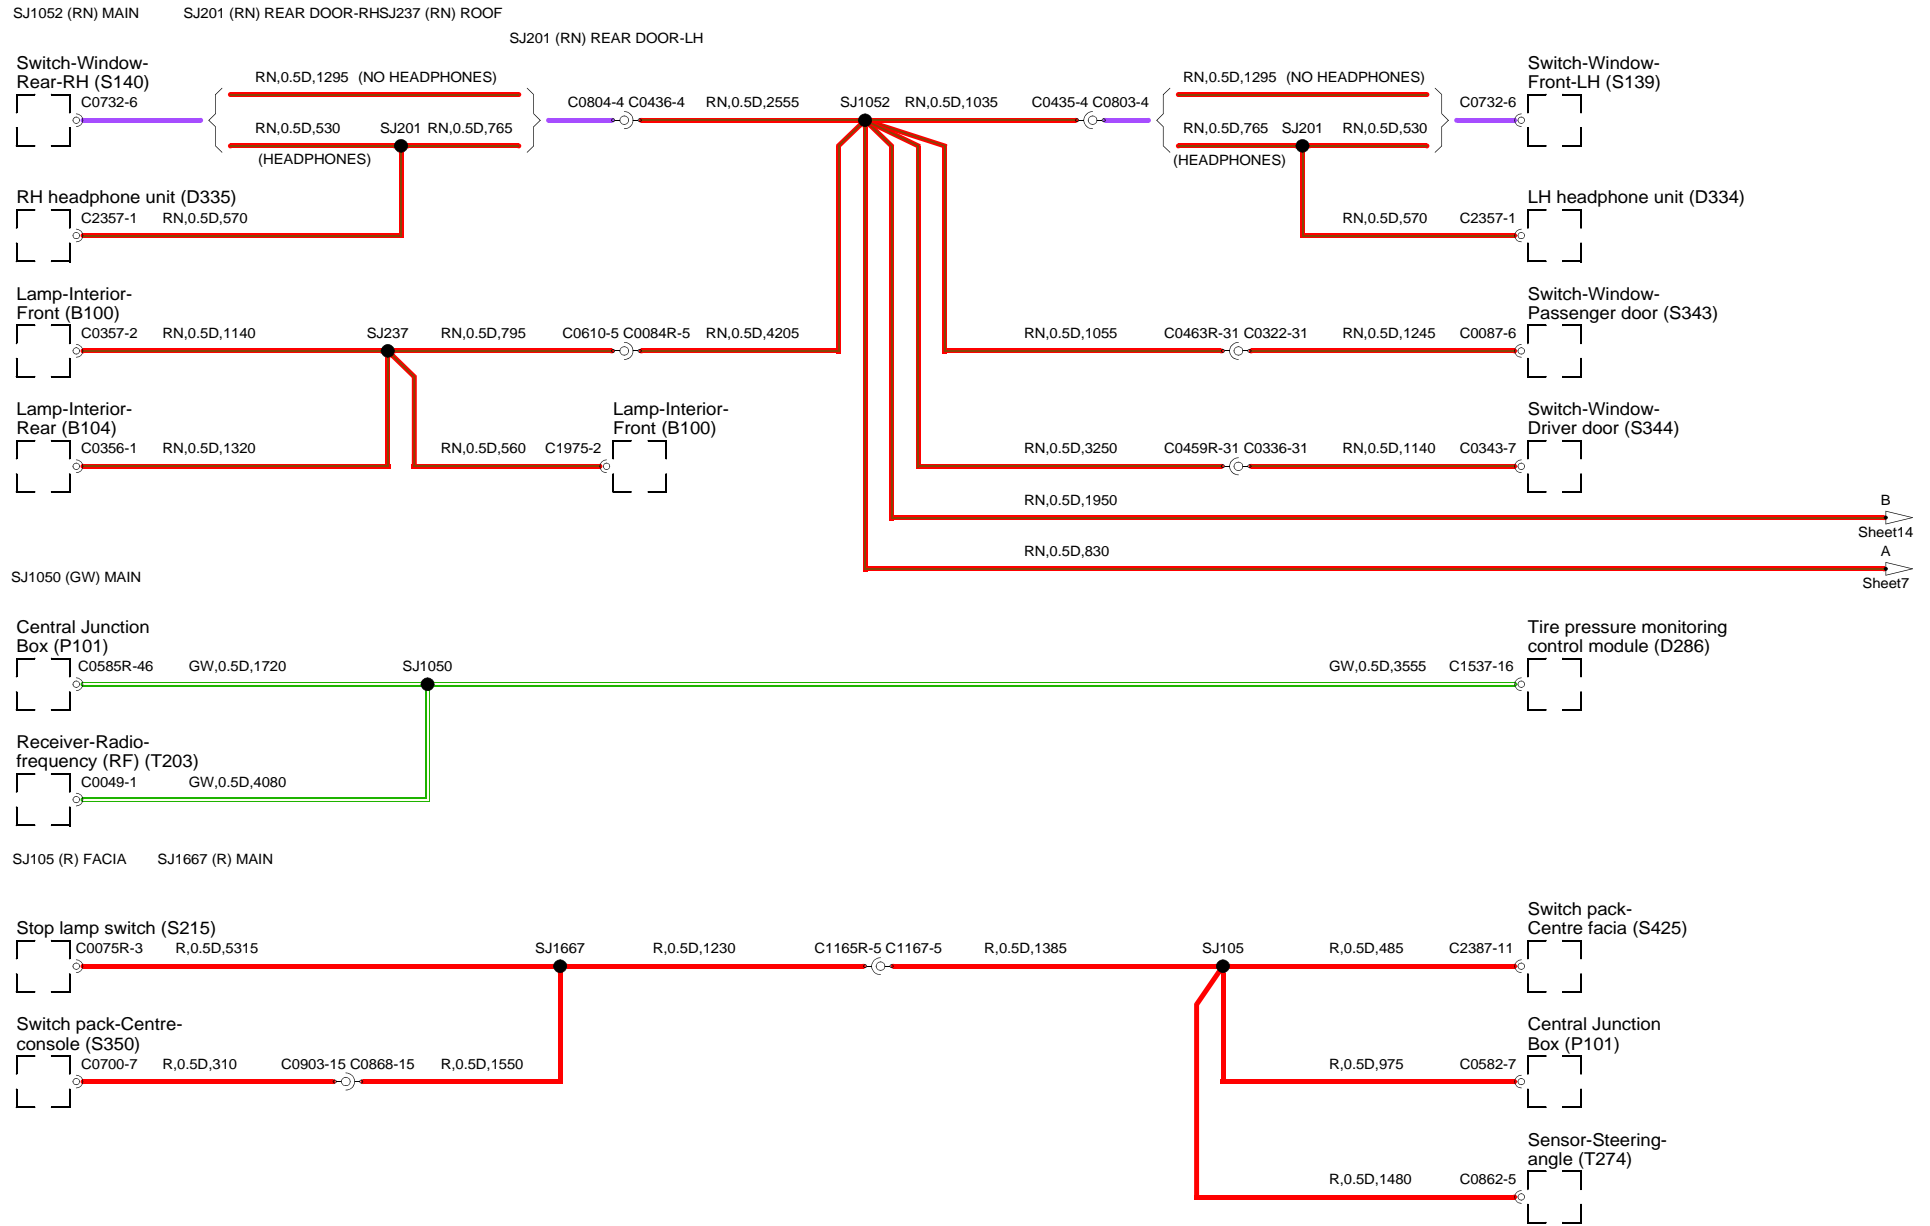 SJ1052 (RN) MAIN SJ201 (RN) REAR DOOR-RHSJ237 (RN) ROOF
SJ201 (RN) REAR DOOR-LH
Switch-Window-
Rear-RH (S140)
C0732-6
RN,0.5D,1295 (NO HEADPHONES)
RN,0.5D,530 SJ201 RN,0.5D,765
(HEADPHONES)
C0804-4 C0436-4 RN,0.5D,2555 SJ1052 RN,0.5D,1035 C0435-4 C0803-4
RN,0.5D,1295 (NO HEADPHONES)
RN,0.5D,765 SJ201 RN,0.5D,530
(HEADPHONES)
C0732-6
Switch-Window-
Front-LH (S139)
RH headphone unit (D335)
C2357-1 RN,0.5D,570
LH headphone unit (D334)
RN,0.5D,570 C2357-1
Lamp-Interior-
Front (B100)
C0357-2 RN,0.5D,1140 SJ237 RN,0.5D,795 C0610-5 C0084R-5 RN,0.5D,4205
Switch-Window-
Passenger door (S343)
RN,0.5D,1055 C0463R-31 C0322-31 RN,0.5D,1245 C0087-6
Lamp-Interior-
Rear (B104)
C0356-1 RN,0.5D,1320
Lamp-Interior-
Front (B100)
RN,0.5D,560 C1975-2
Switch-Window-
Driver door (S344)
RN,0.5D,3250 C0459R-31 C0336-31 RN,0.5D,1140 C0343-7
RN,0.5D,1950 B
Sheet14
RN,0.5D,830 A
Sheet7
SJ1050 (GW) MAIN
Central Junction
Box (P101)
C0585R-46 GW,0.5D,1720 SJ1050
Tire pressure monitoring
control module (D286)
GW,0.5D,3555 C1537-16
Receiver-Radio-
frequency (RF) (T203)
C0049-1 GW,0.5D,4080
SJ105 (R) FACIA SJ1667 (R) MAIN
Stop lamp switch (S215)
C0075R-3 R,0.5D,5315 SJ1667 R,0.5D,1230 C1165R-5 C1167-5 R,0.5D,1385 SJ105 R,0.5D,485 C2387-11
Switch pack-
Centre facia (S425)
Switch pack-Centre-
console (S350)
C0700-7 R,0.5D,310 C0903-15 C0868-15 R,0.5D,1550
Central Junction
Box (P101)
R,0.5D,975 C0582-7
Sensor-Steering-
angle (T274)
R,0.5D,1480 C0862-5